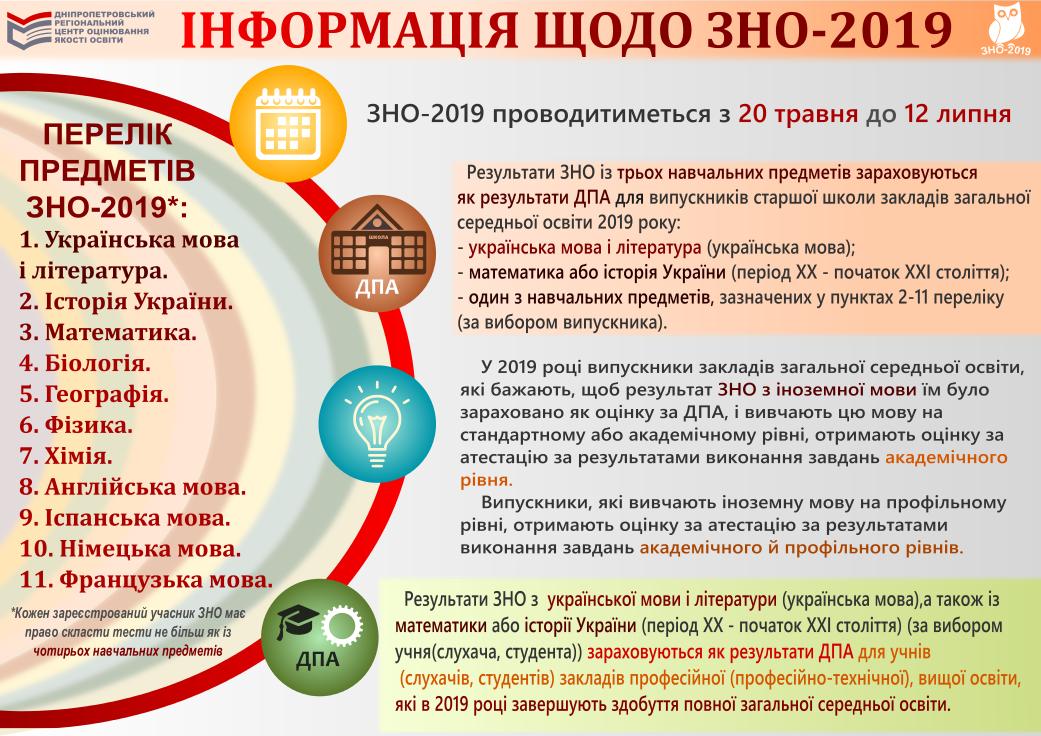 ДНІПРОПЕТРОВСЬКИЙ
РЕГІОНАЛЬНИЙ
ЦЕНТР ОЦІНЮВАННЯ
ЯКОСТІ ОСВІТИ
ІНФОРМАЦІЯ ЩОДО ЗНО-2019
ЗНО-2019
ЗНО-2019 проводитиметься з 20 травня до 12 липня
ПЕРЕЛІК
ПРЕДМЕТІВ
ЗНО-2019*:
1. Українська мова
і література.
2. Історія України.
3. Математика.
4. Біологія.
5. Географія.
6. Фізика.
7. Хімія.
8. Англійська мова.
9. Іспанська мова.
10. Німецька мова.
11. Французька мова.
*Кожен зареєстрований учасник ЗНО має
право скласти тести не більш як із
чотирьох навчальних предметів
ШКОЛА
ДПА
Результати ЗНО із трьох навчальних предметів зараховуються
як результати ДПА для випускників старшої школи закладів загальної
середньої освіти 2019 року:
- українська мова і література (українська мова);
- математика або історія України (період ХХ - початок ХХІ століття);
- один з навчальних предметів, зазначених у пунктах 2-11 переліку
(за вибором випускника).
У 2019 році випускники закладів загальної середньої освіти,
які бажають, щоб результат ЗНО з іноземної мови їм було
зараховано як оцінку за ДПА, і вивчають цю мову на
стандартному або академічному рівні, отримають оцінку за
атестацію за результатами виконання завдань академічного
рівня.
Випускники, які вивчають іноземну мову на профільному
рівні, отримають оцінку за атестацію за результатами
виконання завдань академічного й профільного рівнів.
ДПА
Результати ЗНО з українськоï мови і літератури (українська мова),а також із
математики або історії України (період ХХ - початок ХХІ століття) (за вибором
учня(слухача, студента)) зараховуються як результати ДПА для учнів
(слухачів, студентів) закладів професійної (професійно-технічної), вищої освіти,
які в 2019 році завершують здобуття повної загальної середньої освіти.